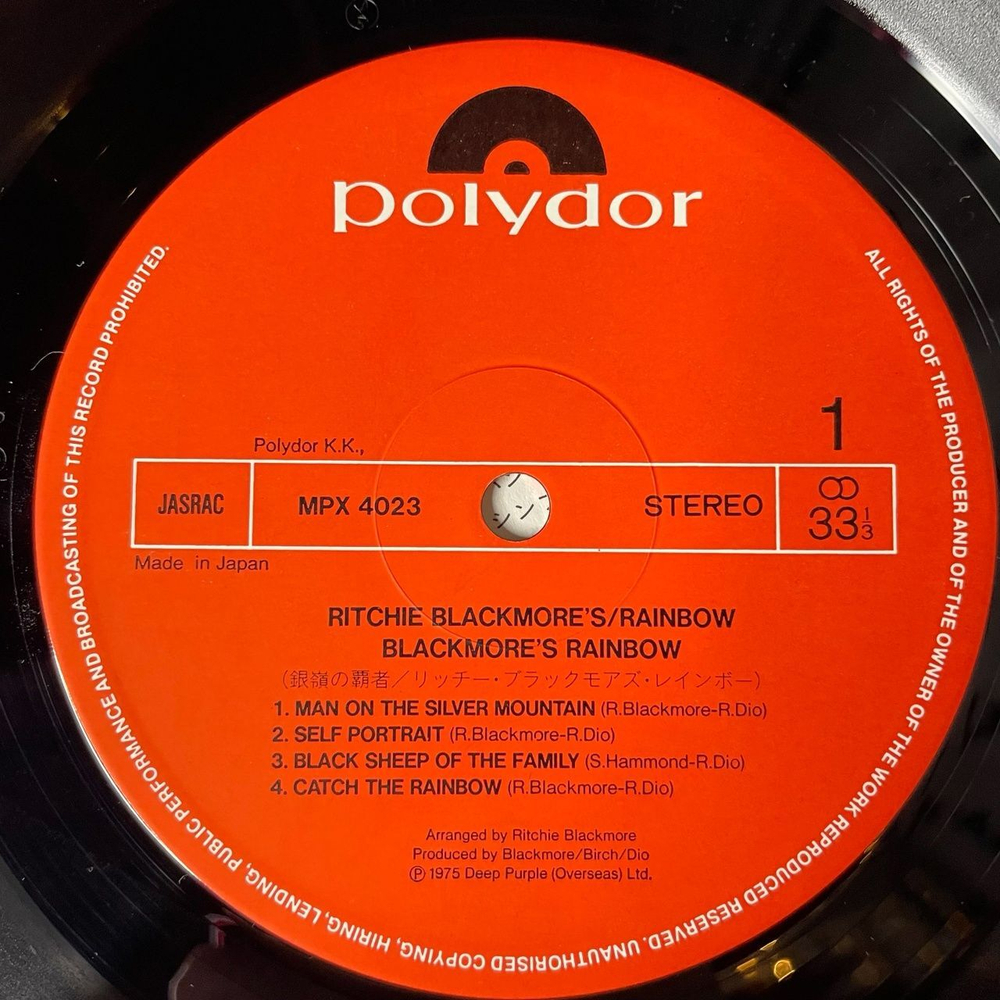 polydor
1
Polydor K.K.,
JASRAC
MPX 4023
STEREO
33 1/3
Made in Japan
RITCHIE BLACKMORE'S/RAINBOW
BLACKMORE'S RAINBOW
(銀嶺の覇者/リッチー・ブラックモアズ・レインボー)
1. MAN ON THE SILVER MOUNTAIN (R.Blackmore-R.Dio)
2. SELF PORTRAIT (R.Blackmore-R.Dio)
3. BLACK SHEEP OF THE FAMILY (S.Hammond-R.Dio)
4. CATCH THE RAINBOW (R.Blackmore-R.Dio)
Arranged by Ritchie Blackmore
Produced by Blackmore/Birch/Dio
Ⓟ 1975 Deep Purple (Overseas) Ltd.
ALL RIGHTS OF THE PRODUCER AND OF THE OWNER OF THE WORK REPRODUCED RESERVED. UNAUTHORISED COPYING, HIRING, LENDING, PUBLIC PERFORMANCE AND BROADCASTING OF THIS RECORD PROHIBITED.